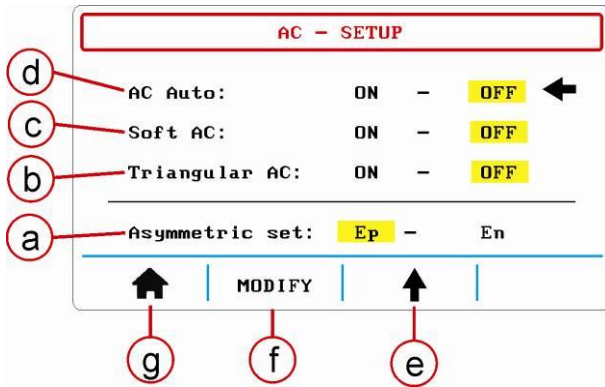 AC - SETUP
d AC Auto: ON - OFF
c Soft AC: ON - OFF
b Triangular AC: ON - OFF
a Asymmetric set: Ep - En
MODIFY
g f e